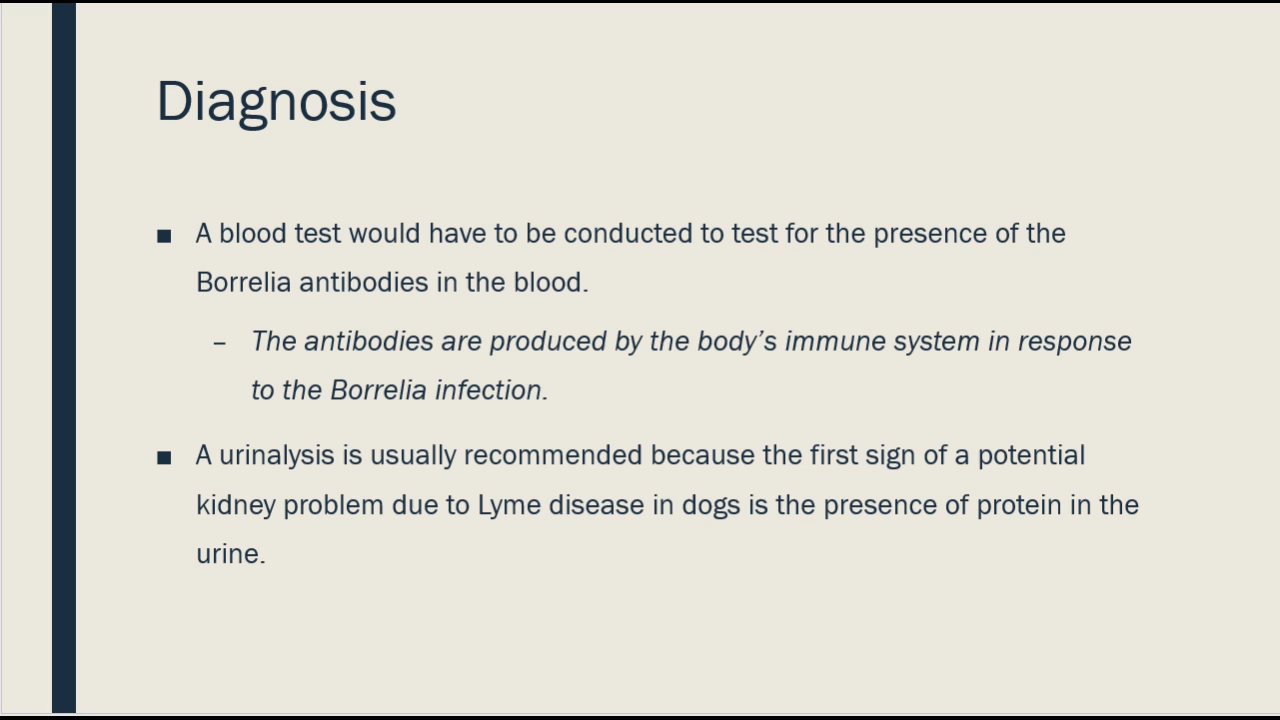 Diagnosis
■ A blood test would have to be conducted to test for the presence of the
Borrelia antibodies in the blood.
– The antibodies are produced by the body’s immune system in response
to the Borrelia infection.
■ A urinalysis is usually recommended because the first sign of a potential
kidney problem due to Lyme disease in dogs is the presence of protein in the
urine.